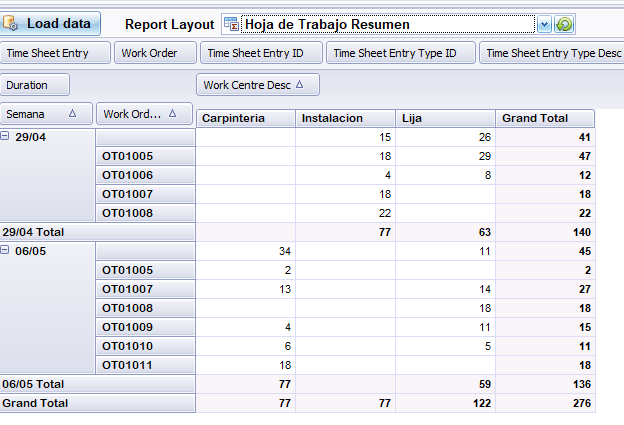 Load data Report Layout Hoja de Trabajo Resumen
Time Sheet Entry Work Order Time Sheet Entry ID Time Sheet Entry Type ID Time Sheet Entry Type Desc
Duration Work Centre Desc
Semana Work Ord... Carpinteria Instalacion Lija Grand Total
29/04 15 26 41
OT01005 18 29 47
OT01006 4 8 12
OT01007 18 18
OT01008 22 22
29/04 Total 77 63 140
06/05 34 11 45
OT01005 2 2
OT01007 13 14 27
OT01008 18 18
OT01009 4 11 15
OT01010 6 5 11
OT01011 18 18
06/05 Total 77 59 136
Grand Total 77 77 122 276